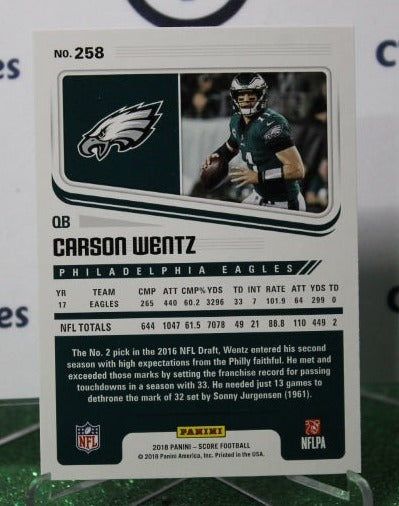 No. 258
QB
CARSON WENTZ
PHILADELPHIA EAGLES
YR TEAM CMP ATT CMP% YDS TD INT RATE ATT YDS TD
17 EAGLES 265 440 60.2 3296 33 7 101.9 64 299 0
NFL TOTALS 644 1047 61.5 7078 49 21 88.8 110 449 2
The No. 2 pick in the 2016 NFL Draft, Wentz entered his
second season with high expectations from the Philly faithful. He met and
exceeded those marks by setting the franchise record for passing
touchdowns in a season with 33. He needed just 13 games to
dethrone the mark of 32 set by Sonny Jurgensen (1961).
NFL
PANINI
NFLPA
2018 PANINI – SCORE FOOTBALL
© 2018 Panini America, Inc. Printed in the USA.